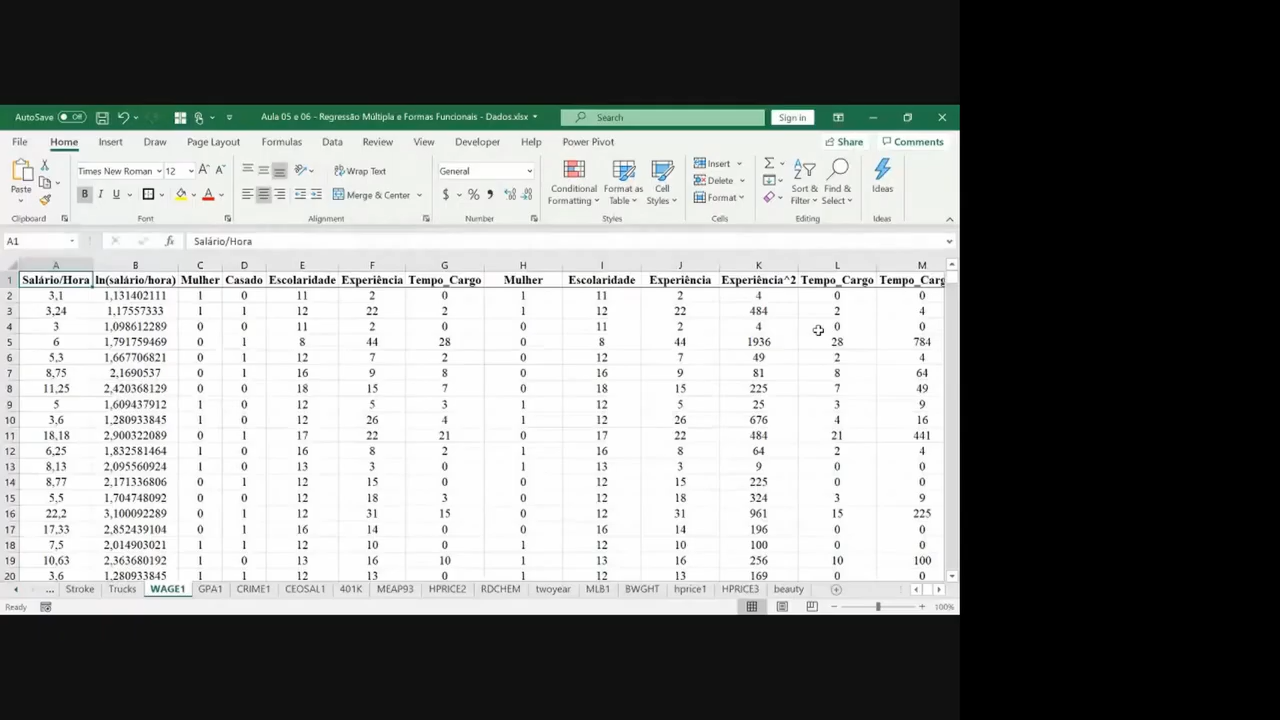 AutoSave Off Aula 05 e 06 - Regressão Múltipla e Formas Funcionais - Dados.xlsx Search Sign in
File Home Insert Draw Page Layout Formulas Data Review View Developer Help Power Pivot Share Comments
Paste Times New Roman 12 Wrap Text General Conditional Formatting Format as Table Cell Styles Insert Sort & Filter Find & Select Ideas
B I U Merge & Center $ % Delete
Format
Clipboard Font Alignment Number Styles Cells Editing Ideas
A1 fx Salário/Hora
A B C D E F G H I J K L M
1 Salário/Hora ln(salário/hora) Mulher Casado Escolaridade Experiência Tempo_Cargo Mulher Escolaridade Experiência Experiência^2 Tempo_Cargo Tempo_Carg
2 3,1 1,131402111 1 0 11 2 0 1 11 2 4 0 0
3 3,24 1,17557333 1 1 12 22 2 1 12 22 484 2 4
4 3 1,098612289 0 0 11 2 0 0 11 2 4 0 0
5 6 1,791759469 0 1 8 44 28 0 8 44 1936 28 784
6 5,3 1,667706821 0 1 12 7 2 0 12 7 49 2 4
7 8,75 2,1690537 0 1 16 9 8 0 16 9 81 8 64
8 11,25 2,420368129 0 0 18 15 7 0 18 15 225 7 49
9 5 1,609437912 1 0 12 5 3 1 12 5 25 3 9
10 3,6 1,280933845 1 0 12 26 4 1 12 26 676 4 16
11 18,18 2,900322089 0 1 17 22 21 0 17 22 484 21 441
12 6,25 1,832581464 1 0 16 8 2 1 16 8 64 2 4
13 8,13 2,095560924 1 0 13 3 0 1 13 3 9 0 0
14 8,77 2,171336806 0 1 12 15 0 0 12 15 225 0 0
15 5,5 1,704748092 0 0 12 18 3 0 12 18 324 3 9
16 22,2 3,100092289 0 1 12 31 15 0 12 31 961 15 225
17 17,33 2,852439104 0 1 16 14 0 0 16 14 196 0 0
18 7,5 2,014903021 1 1 12 10 0 1 12 10 100 0 0
19 10,63 2,363680192 1 0 13 16 10 1 13 16 256 10 100
20 3,6 1,280933845 1 1 12 13 0 1 12 13 169 0 0
... Stroke Trucks WAGE1 GPA1 CRIME1 CEOSAL1 401K MEAP93 HPRICE2 RDCHEM twoyear MLB1 BWGHT hprice1 HPRICE3 beauty
Ready 100%